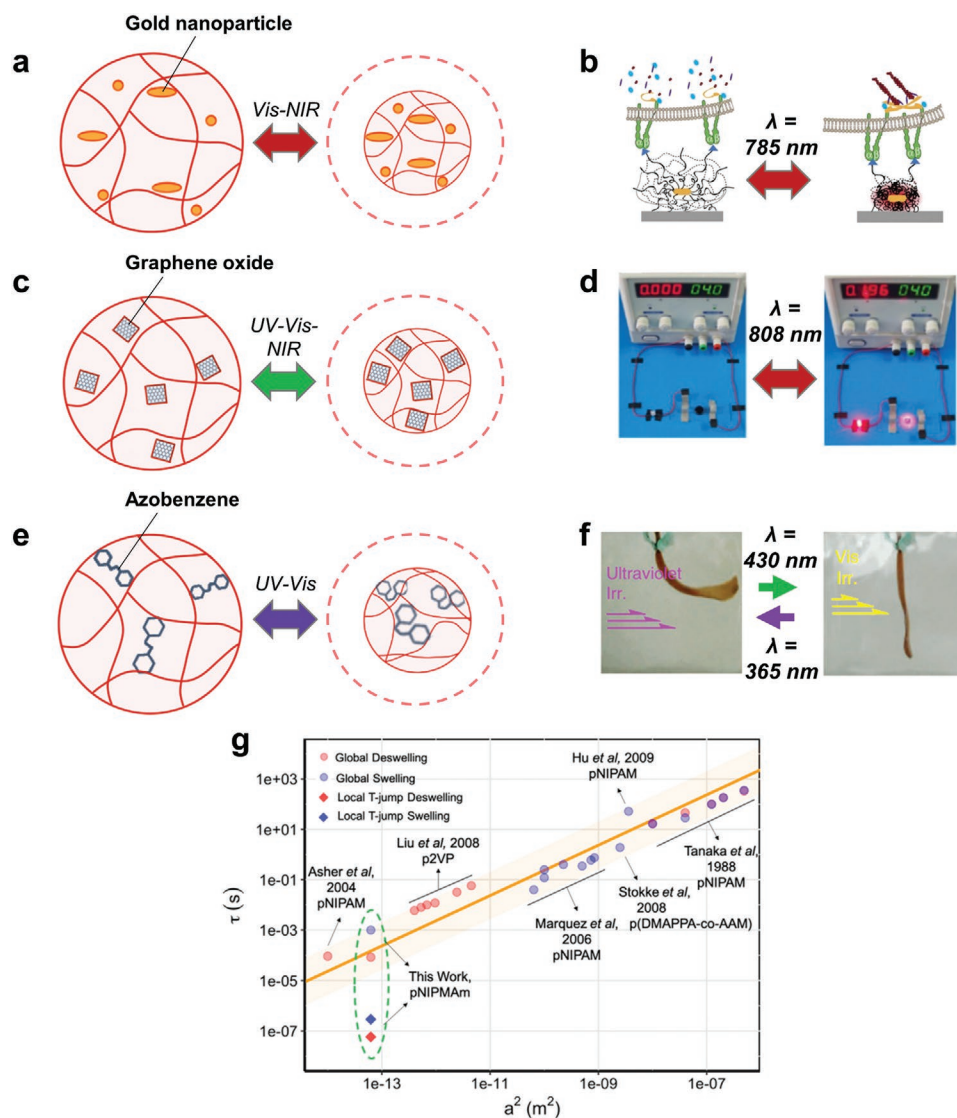 Gold nanoparticle
a
Vis-NIR
b
λ =
785 nm
Graphene oxide
c
UV-Vis-
NIR
d
0.000 04.0
λ =
808 nm
0.196 04.0
Azobenzene
e
UV-Vis
f
Ultraviolet
Irr.
λ =
430 nm
λ =
365 nm
Vis
Irr.
g
Global Deswelling
Global Swelling
Local T-jump Deswelling
Local T-jump Swelling
Hu et al, 2009
pNIPAM
Liu et al, 2008
p2VP
Asher et al,
2004
pNIPAM
Tanaka et al,
1988
pNIPAM
Stokke et al,
2008
p(DMAPPA-co-AAM)
Marquez et al,
2006
pNIPAM
This Work,
pNIPMAm
τ (s)
1e+03
1e+01
1e-01
1e-03
1e-05
1e-07
1e-13
1e-11
1e-09
1e-07
a² (m²)